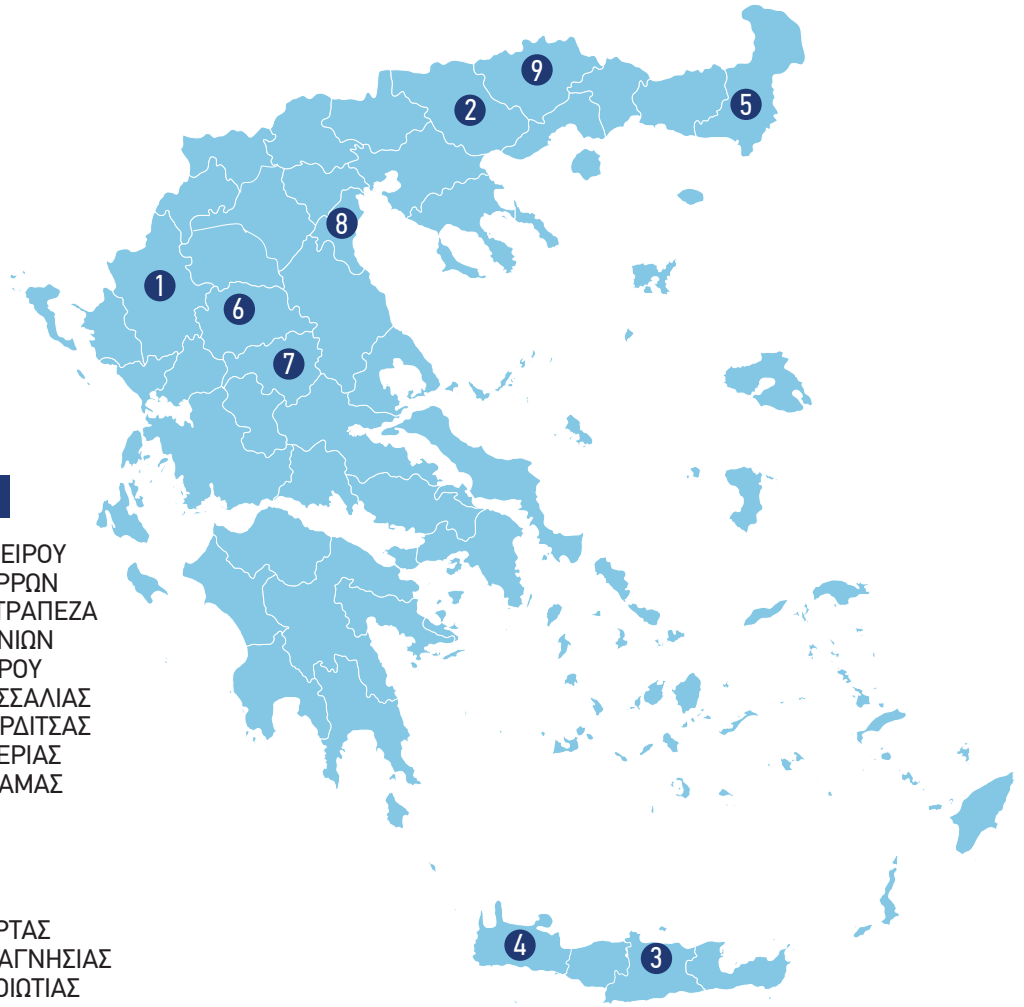 9
2
5
8
1
6
7
ΕΙΡΟΥ
ΡΡΩΝ
ΤΡΑΠΕΖΑ
ΝΙΩΝ
ΡΟΥ
ΣΣΑΛΙΑΣ
ΡΔΙΤΣΑΣ
ΕΡΙΑΣ
ΑΜΑΣ
ΡΤΑΣ
ΑΓΝΗΣΙΑΣ
ΟΙΩΤΙΑΣ
4
3